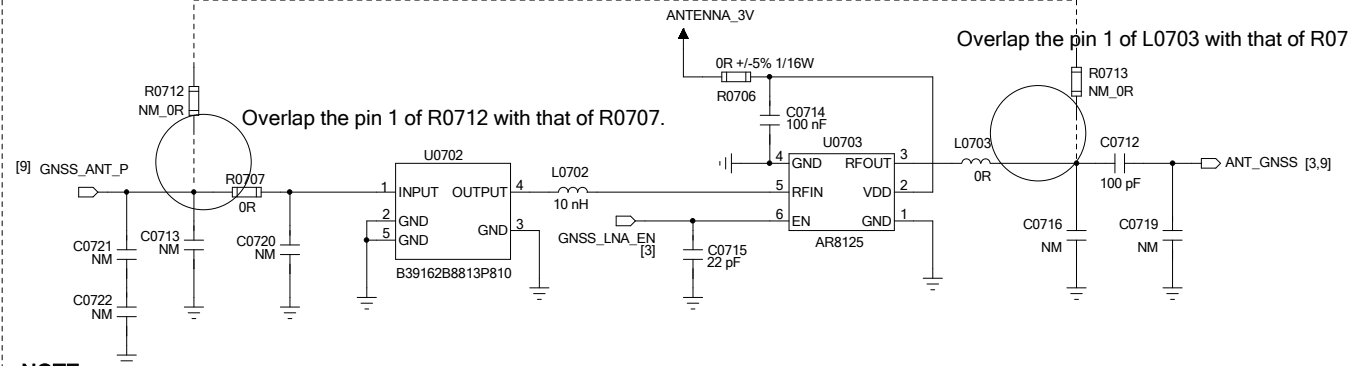 ANTENNA_3V
Overlap the pin 1 of L0703 with that of R07
0R +/-5% 1/16W
R0706
R0712
NM_0R
R0713
NM_0R
Overlap the pin 1 of R0712 with that of R0707.
C0714
100 nF
U0703
U0702
L0703
0R
C0712
100 pF
[9] GNSS_ANT_P
R0707
0R
L0702
10 nH
4 GND RFOUT 3
ANT_GNSS [3,9]
1 INPUT OUTPUT 4
5 RFIN VDD 2
2 GND GND 3
5 GND
6 EN GND 1
GNSS_LNA_EN
[3]
AR8125
C0721
NM
C0713
NM
C0720
NM
C0715
22 pF
C0716
NM
C0719
NM
B39162B8813P810
C0722
NM